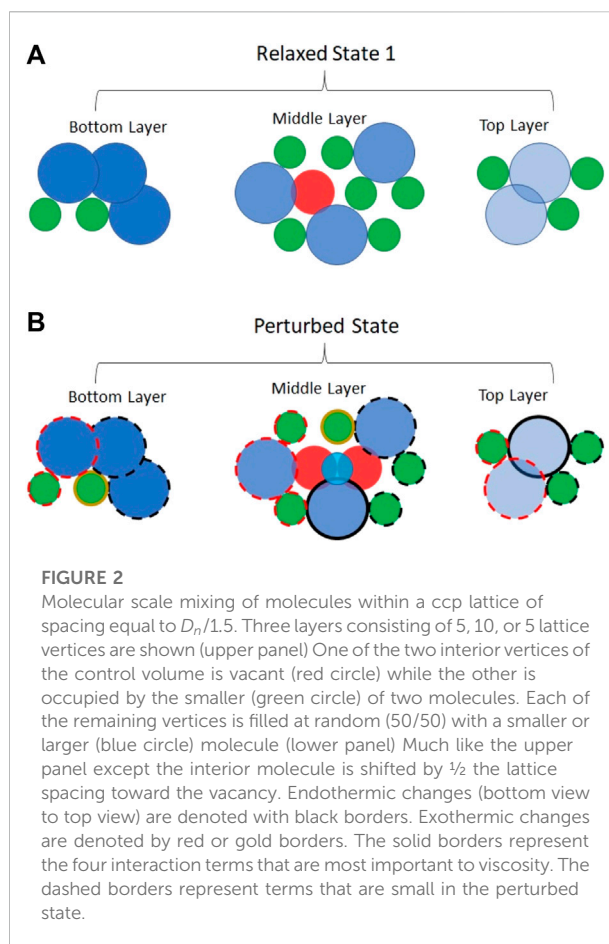 A
Relaxed State 1
Bottom Layer
Middle Layer
Top Layer
B
Perturbed State
Bottom Layer
Middle Layer
Top Layer
FIGURE 2
Molecular scale mixing of molecules within a ccp lattice of
spacing equal to Dn/1.5. Three layers consisting of 5, 10, or 5 lattice
vertices are shown (upper panel) One of the two interior vertices of
the control volume is vacant (red circle) while the other is
occupied by the smaller (green circle) of two molecules. Each of
the remaining vertices is filled at random (50/50) with a smaller or
larger (blue circle) molecule (lower panel) Much like the upper
panel except the interior molecule is shifted by ½ the lattice
spacing toward the vacancy. Endothermic changes (bottom view
to top view) are denoted with black borders. Exothermic changes
are denoted by red or gold borders. The solid borders represent
the four interaction terms that are most important to viscosity. The
dashed borders represent terms that are small in the perturbed
state.